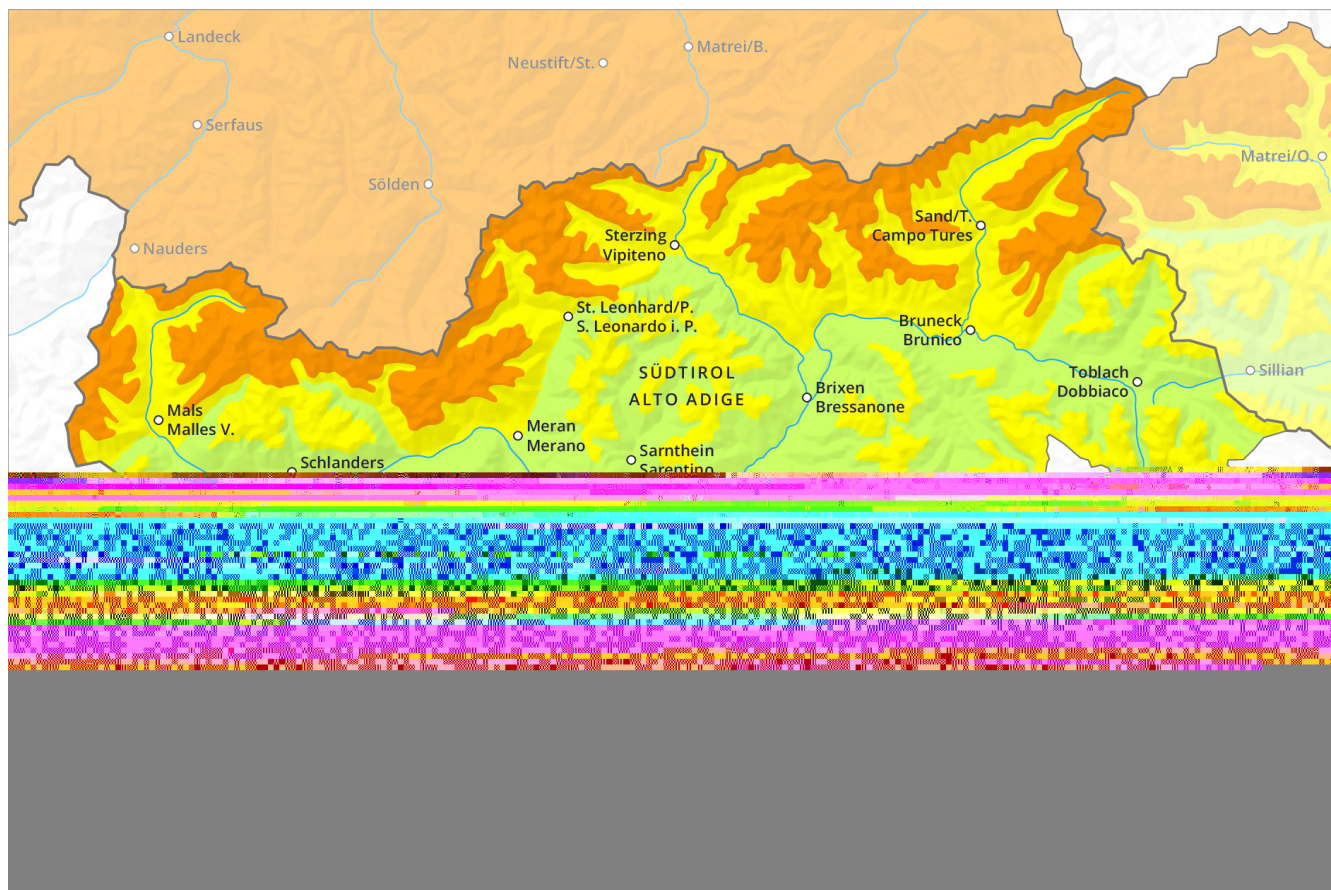 Landeck
Matrei/B.
Neustift/St.
Serfaus
Matrei/O.
Sölden
Sand/T.
Campo Tures
Sterzing
Vipiteno
Nauders
St. Leonhard/P.
S. Leonardo i. P.
Bruneck
Brunico
SÜDTIROL
ALTO ADIGE
Toblach
Dobbiaco
Sillian
Brixen
Bressanone
Mals
Malles V.
Meran
Merano
Sarnthein
Sarentino
Schlanders